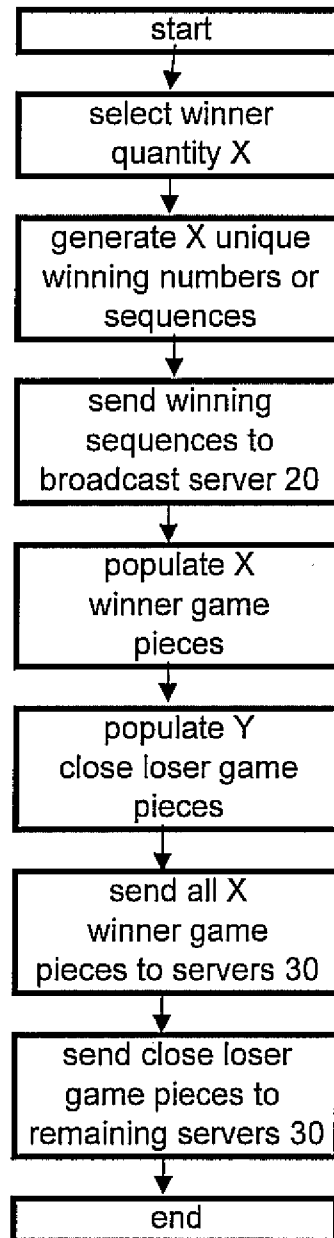 start
select winner
quantity X
generate X unique
winning numbers or
sequences
send winning
sequences to
broadcast server 20
populate X
winner game
pieces
populate Y
close loser game
pieces
send all X
winner game
pieces to servers 30
send close loser
game pieces to
remaining servers 30
end